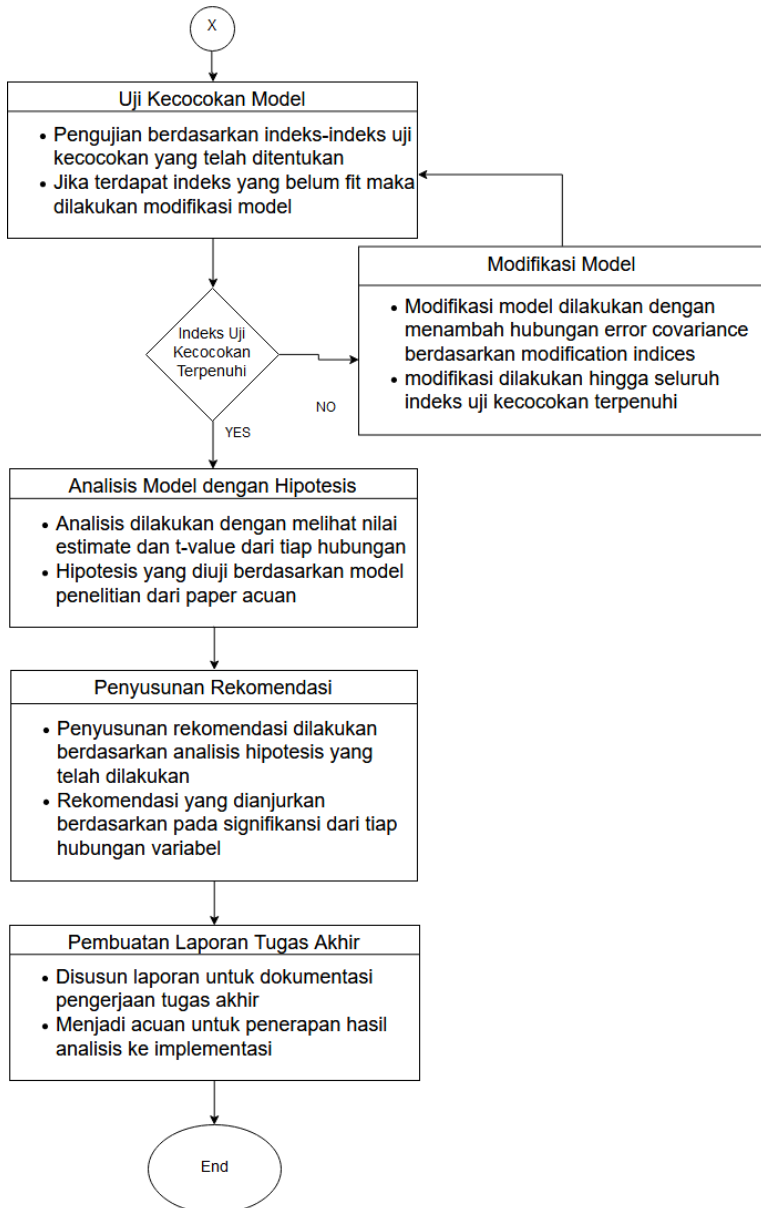 X
Uji Kecocokan Model
• Pengujian berdasarkan indeks-indeks uji
kecocokan yang telah ditentukan
• Jika terdapat indeks yang belum fit maka
dilakukan modifikasi model
Modifikasi Model
• Modifikasi model dilakukan dengan
menambah hubungan error covariance
berdasarkan modification indices
• modifikasi dilakukan hingga seluruh
indeks uji kecocokan terpenuhi
Indeks Uji
Kecocokan
Terpenuhi
NO
YES
Analisis Model dengan Hipotesis
• Analisis dilakukan dengan melihat nilai
estimate dan t-value dari tiap hubungan
• Hipotesis yang diuji berdasarkan model
penelitian dari paper acuan
Penyusunan Rekomendasi
• Penyusunan rekomendasi dilakukan
berdasarkan analisis hipotesis yang
telah dilakukan
• Rekomendasi yang dianjurkan
berdasarkan pada signifikansi dari tiap
hubungan variabel
Pembuatan Laporan Tugas Akhir
• Disusun laporan untuk dokumentasi
pengerjaan tugas akhir
• Menjadi acuan untuk penerapan hasil
analisis ke implementasi
End